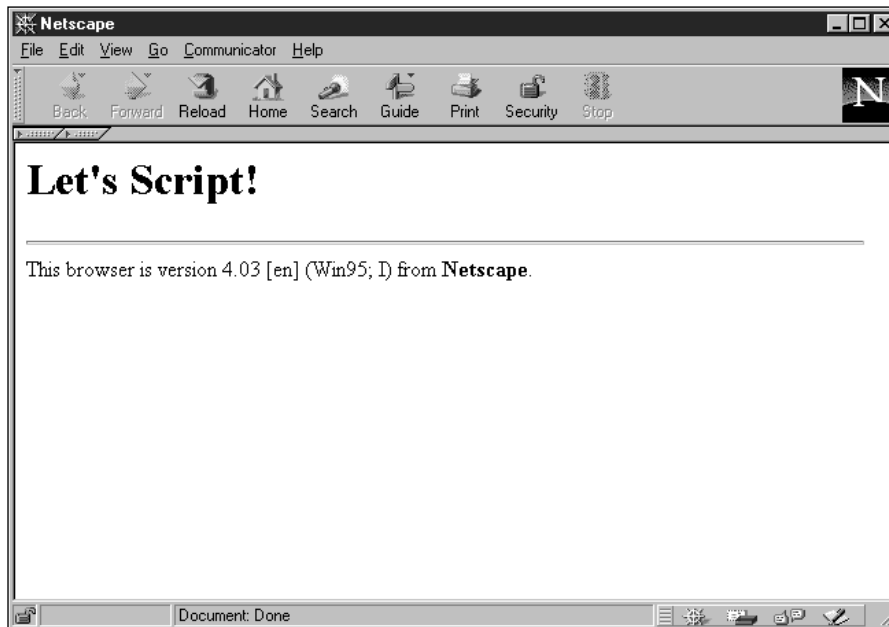 Netscape
File Edit View Go Communicator Help
Back Forward Reload Home Search Guide Print Security Stop
N
Let's Script!
This browser is version 4.03 [en] (Win95; I) from Netscape.
Document: Done